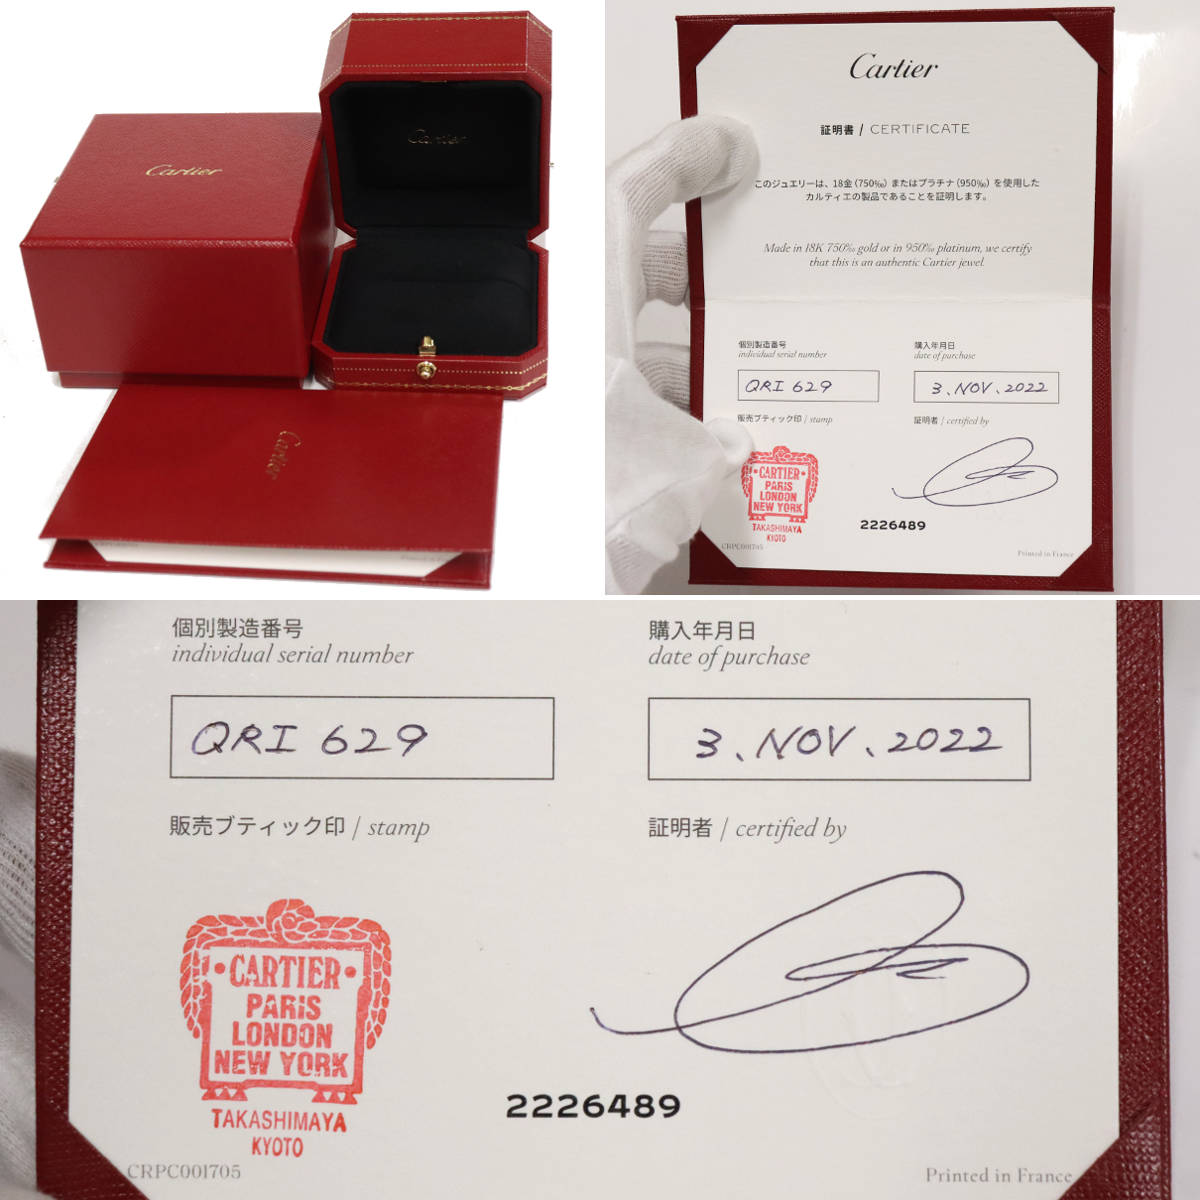 Cartier
Cartier
Cartier
Cartier
証明書 / CERTIFICATE
このジュエリーは、18金(750‰)またはプラチナ(950‰)を使用した
カルティエの製品であることを証明します。
Made in 18K 750‰ gold or in 950‰ platinum, we certify
that this is an authentic Cartier jewel.
個別製造番号
individual serial number
購入年月日
date of purchase
QRI 629
3. NOV. 2022
販売ブティック印 / stamp
証明者 / certified by
CARTIER
PARIS
LONDON
NEW YORK
TAKASHIMAYA
KYOTO
2226489
CRPC001705
Printed in France
個別製造番号
individual serial number
購入年月日
date of purchase
QRI 629
3. NOV. 2022
販売ブティック印 / stamp
証明者 / certified by
• CARTIER •
PARIS
LONDON
NEW YORK
TAKASHIMAYA
KYOTO
2226489
CRPC001705
Printed in France